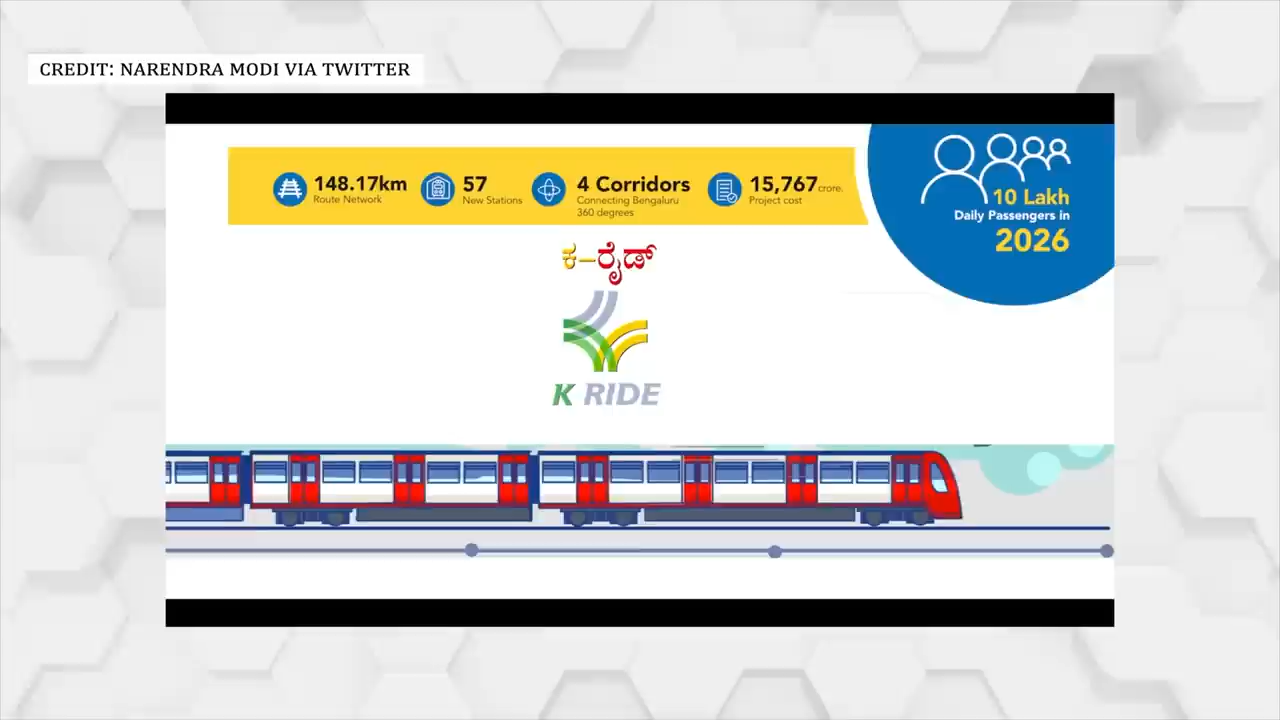 CREDIT: NARENDRA MODI VIA TWITTER
148.17km
Route Network
57
New Stations
4 Corridors
Connecting Bengaluru
360 degrees
15,767 crore.
Project cost
10 Lakh
Daily Passengers in
2026
ಕ–ರೈಡ್
K RIDE